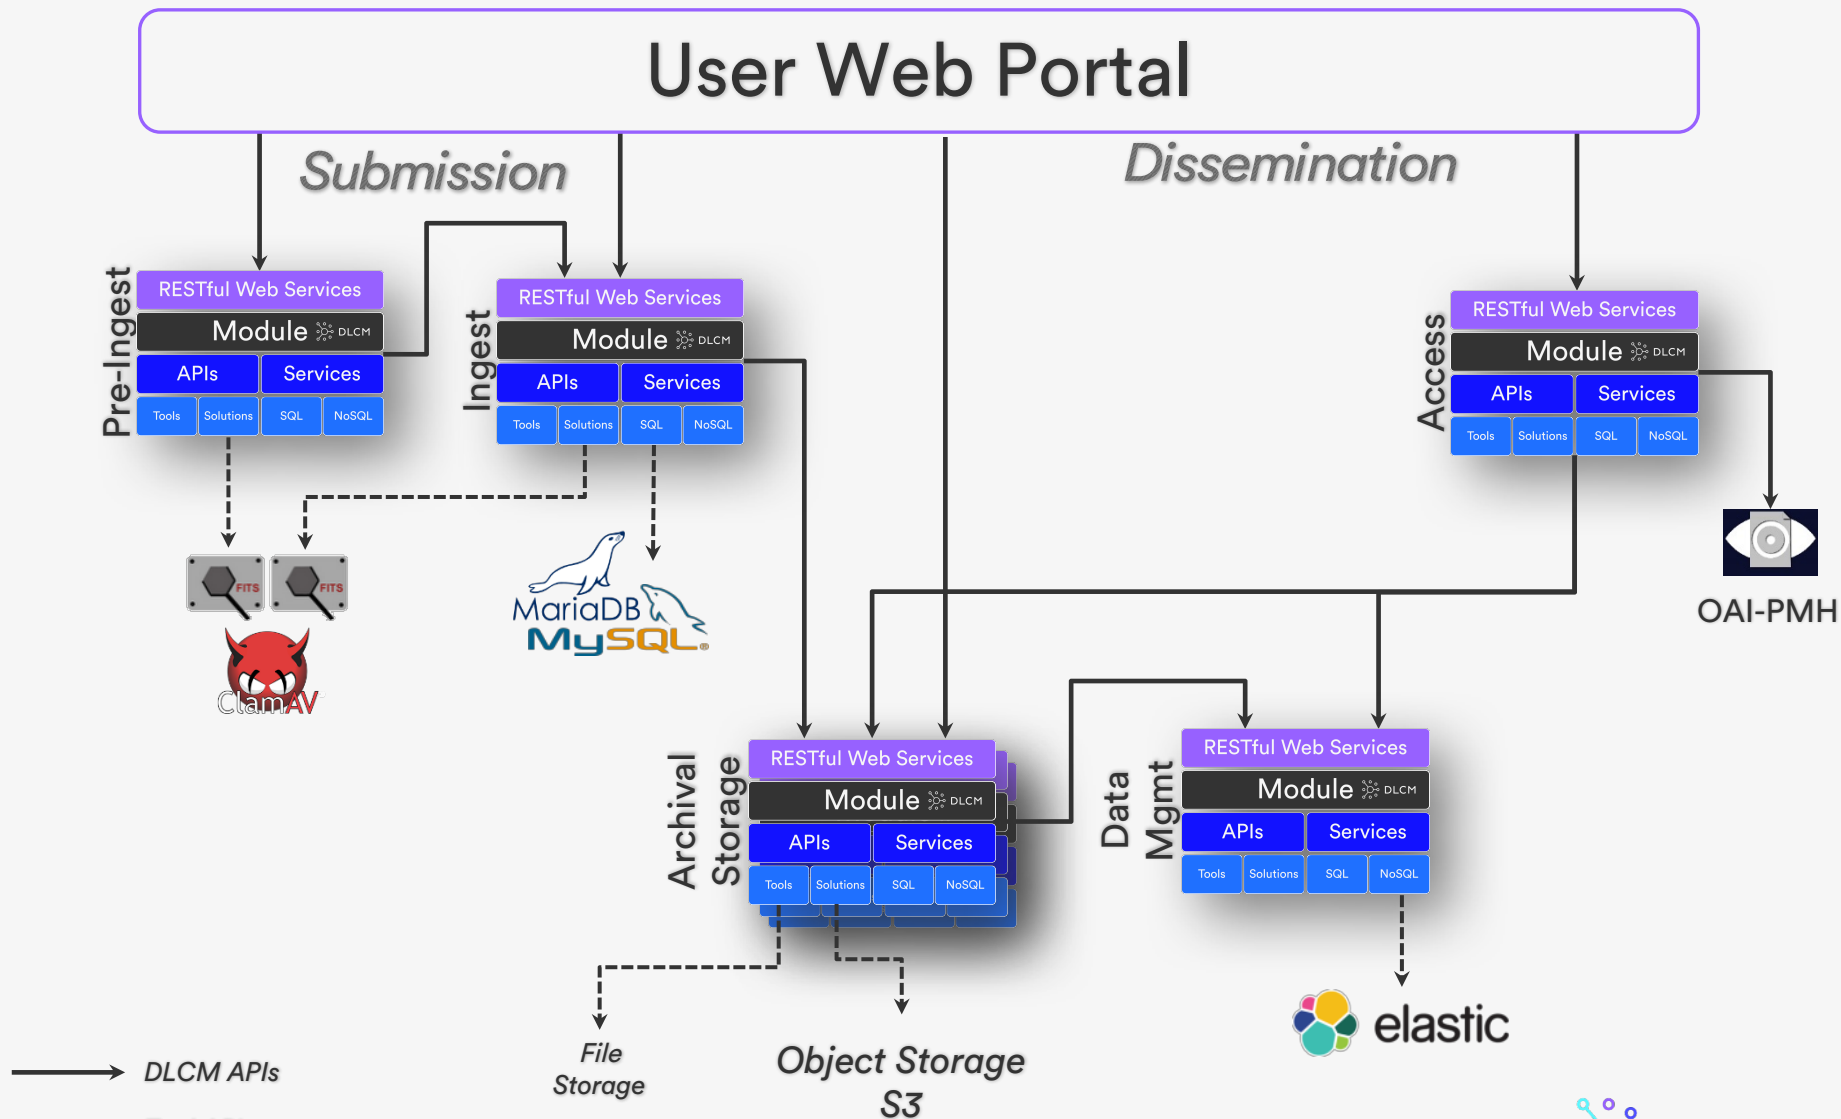 User Web Portal
Submission
Dissemination
Pre-Ingest
RESTful Web Services
Module DLCM
APIs Services
Tools Solutions SQL NoSQL
Ingest
RESTful Web Services
Module DLCM
APIs Services
Tools Solutions SQL NoSQL
Access
RESTful Web Services
Module DLCM
APIs Services
Tools Solutions SQL NoSQL
FITS
FITS
ClamAV
MariaDB
MySQL®
OAI-PMH
Archival
Storage
RESTful Web Services
Module DLCM
APIs Services
Tools Solutions SQL NoSQL
Data
Mgmt
RESTful Web Services
Module DLCM
APIs Services
Tools Solutions SQL NoSQL
File
Storage
Object Storage
S3
elastic
DLCM APIs